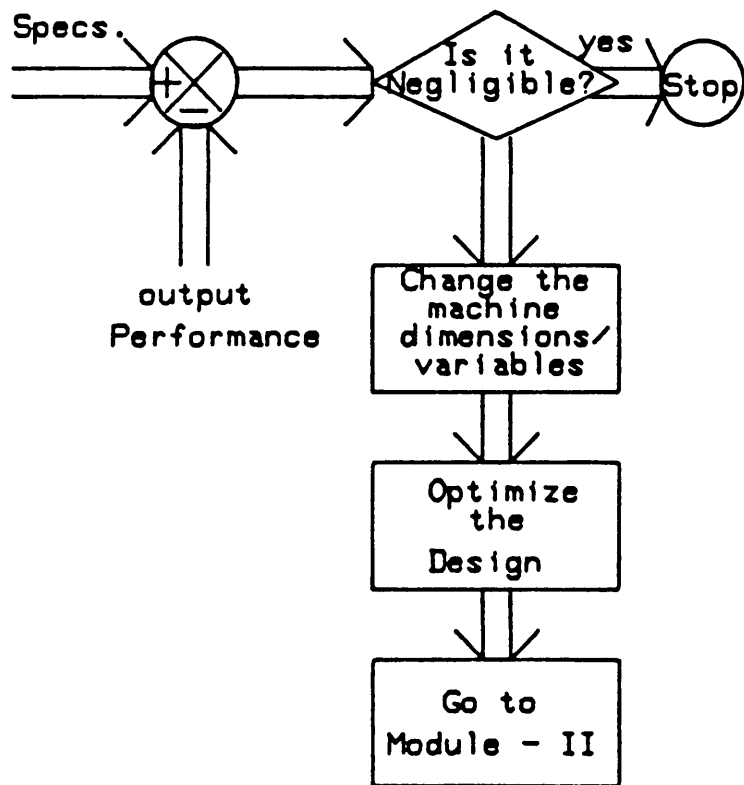 Specs.
+
−
output
Performance
Is it
Negligible?
yes
Stop
Change the
machine
dimensions/
variables
Optimize
the
Design
Go to
Module - II